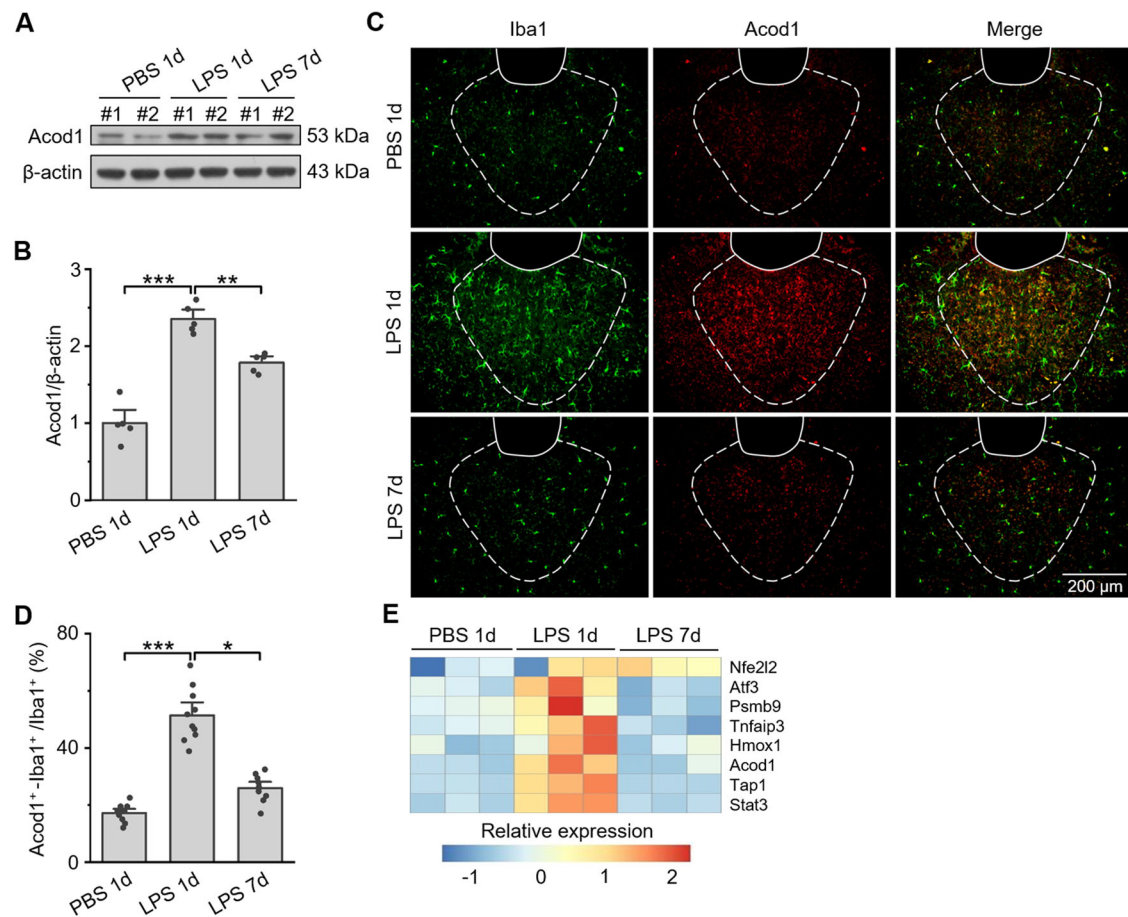 A
PBS 1d LPS 1d LPS 7d
#1 #2 #1 #2 #1 #2
Acod1 53 kDa
β-actin 43 kDa
B
Acod1/β-actin
3
2
1
0
*** **
PBS 1d LPS 1d LPS 7d
C
Iba1 Acod1 Merge
PBS 1d
LPS 1d
LPS 7d
200 μm
D
Acod1⁺-Iba1⁺/Iba1⁺ (%)
80
40
0
*** *
PBS 1d LPS 1d LPS 7d
E
PBS 1d LPS 1d LPS 7d
Nfe2l2
Atf3
Psmb9
Tnfaip3
Hmox1
Acod1
Tap1
Stat3
Relative expression
-1 0 1 2